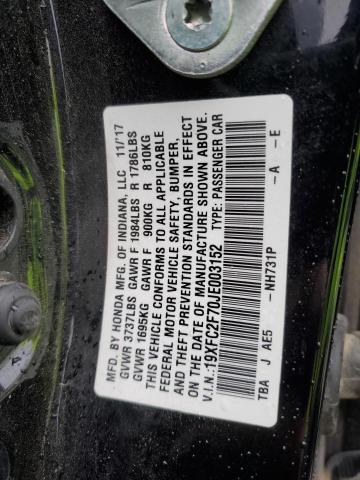 MFD. BY HONDA MFG. OF INDIANA, LLC 11/17
GVWR 3737LBS GAWR F 1984LBS R 1786LBS
GVWR 1695KG GAWR F 900KG R 810KG
THIS VEHICLE CONFORMS TO ALL APPLICABLE
FEDERAL MOTOR VEHICLE SAFETY, BUMPER,
AND THEFT PREVENTION STANDARDS IN EFFECT
ON THE DATE OF MANUFACTURE SHOWN ABOVE.
V.I.N.:19XFC2F70JE003152 TYPE: PASSENGER CAR
-NH731P -A -E
TBA J AE5